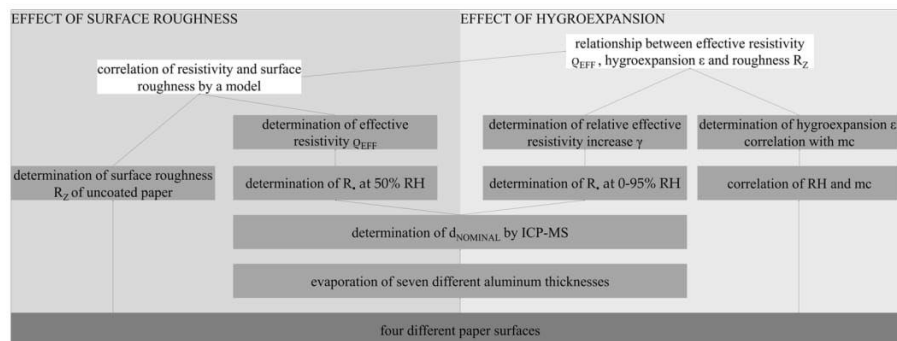 EFFECT OF SURFACE ROUGHNESS
EFFECT OF HYGROEXPANSION
relationship between effective resistivity
ϱEFF, hygroexpansion ε and roughness RZ
correlation of resistivity and surface
roughness by a model
determination of effective
resistivity ϱEFF
determination of relative effective
resistivity increase γ
determination of hygroexpansion ε
correlation with mc
determination of surface roughness
RZ of uncoated paper
determination of R▪ at 50% RH
determination of R▪ at 0-95% RH
correlation of RH and mc
determination of dNOMINAL by ICP-MS
evaporation of seven different aluminum thicknesses
four different paper surfaces